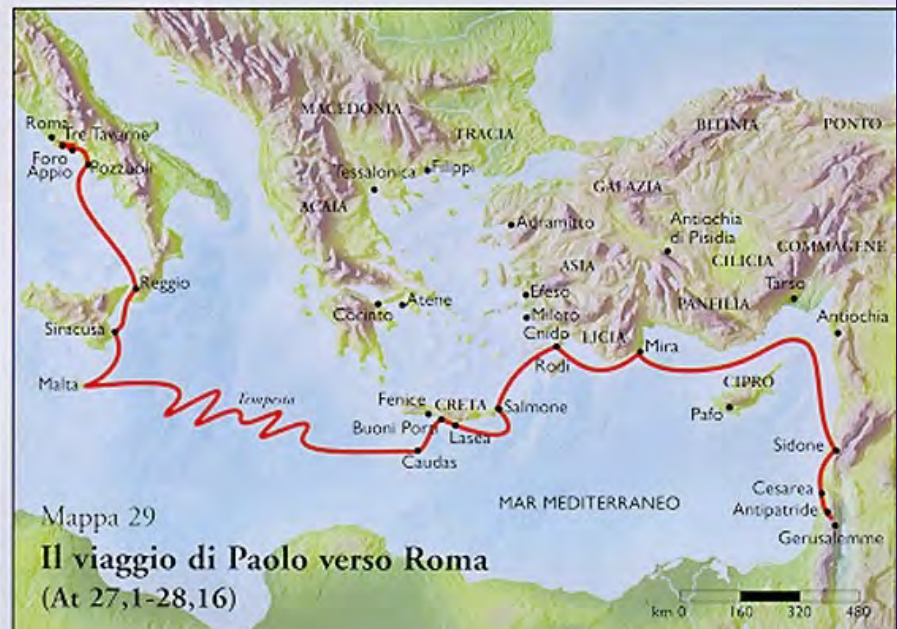 MACEDONIA
TRACIA
BITINIA
PONTO
Roma
Tre Taverne
Foro
Appio
Pozzuoli
Tessalonica
Filippi
ACAIA
GALAZIA
Adramitto
Antiochia
di Pisidia
COMMAGENE
CILICIA
ASIA
Tarso
Reggio
Efeso
PANFILIA
Corinto
Atene
Mileto
Siracusa
Cnido
LICIA
Mira
Antiochia
Rodi
Malta
Tempesta
Fenice
CRETA
Salmone
CIPRO
Buoni Porti
Lasea
Pafo
Caudas
Sidone
MAR MEDITERRANEO
Cesarea
Antipatride
Gerusalemme
Mappa 29
Il viaggio di Paolo verso Roma
(At 27,1-28,16)
km 0 160 320 480